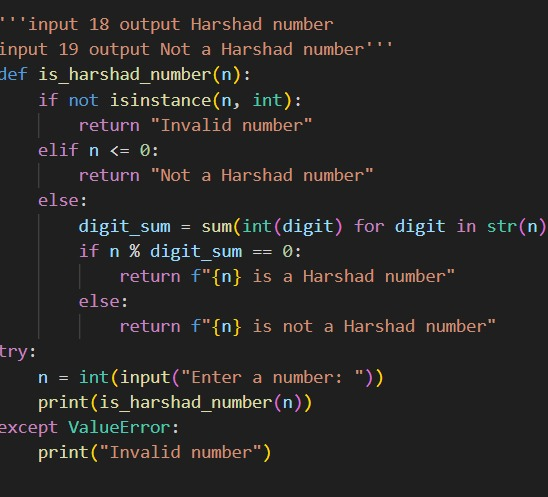 '''input 18 output Harshad number
input 19 output Not a Harshad number'''
def is_harshad_number(n):
    if not isinstance(n, int):
        return "Invalid number"
    elif n <= 0:
        return "Not a Harshad number"
    else:
        digit_sum = sum(int(digit) for digit in str(n)
        if n % digit_sum == 0:
            return f"{n} is a Harshad number"
        else:
            return f"{n} is not a Harshad number"
try:
    n = int(input("Enter a number: "))
    print(is_harshad_number(n))
except ValueError:
    print("Invalid number")